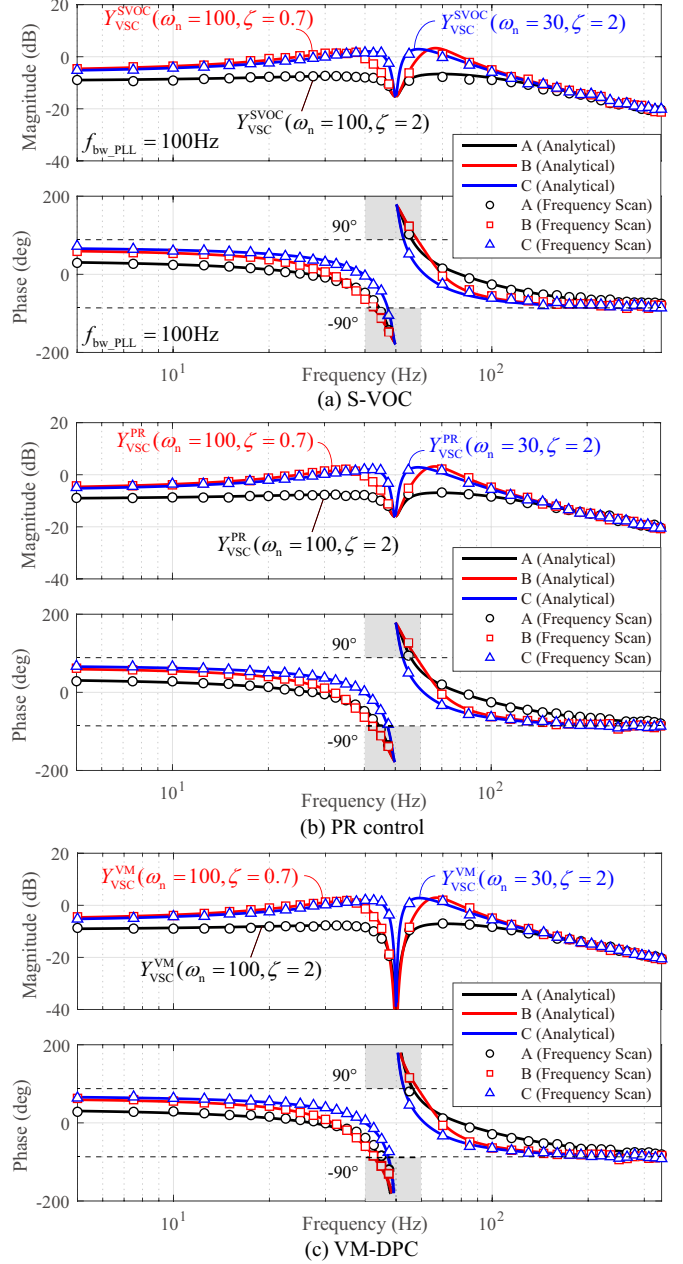 Y_VSC^SVOC(ω_n = 100, ζ = 0.7)
Y_VSC^SVOC(ω_n = 30, ζ = 2)
Y_VSC^SVOC(ω_n = 100, ζ = 2)
f_bw_PLL = 100Hz
Magnitude (dB)
20
0
-20
-40
A (Analytical)
B (Analytical)
C (Analytical)
A (Frequency Scan)
B (Frequency Scan)
C (Frequency Scan)
Phase (deg)
200
0
-200
90°
-90°
f_bw_PLL = 100Hz
10^1
Frequency (Hz)
10^2
(a) S-VOC
Y_VSC^PR(ω_n = 100, ζ = 0.7)
Y_VSC^PR(ω_n = 30, ζ = 2)
Y_VSC^PR(ω_n = 100, ζ = 2)
Magnitude (dB)
20
0
-20
-40
A (Analytical)
B (Analytical)
C (Analytical)
A (Frequency Scan)
B (Frequency Scan)
C (Frequency Scan)
Phase (deg)
200
0
-200
90°
-90°
10^1
Frequency (Hz)
10^2
(b) PR control
Y_VSC^VM(ω_n = 100, ζ = 0.7)
Y_VSC^VM(ω_n = 30, ζ = 2)
Y_VSC^VM(ω_n = 100, ζ = 2)
Magnitude (dB)
20
0
-20
-40
A (Analytical)
B (Analytical)
C (Analytical)
A (Frequency Scan)
B (Frequency Scan)
C (Frequency Scan)
Phase (deg)
200
0
-200
90°
-90°
10^1
Frequency (Hz)
10^2
(c) VM-DPC